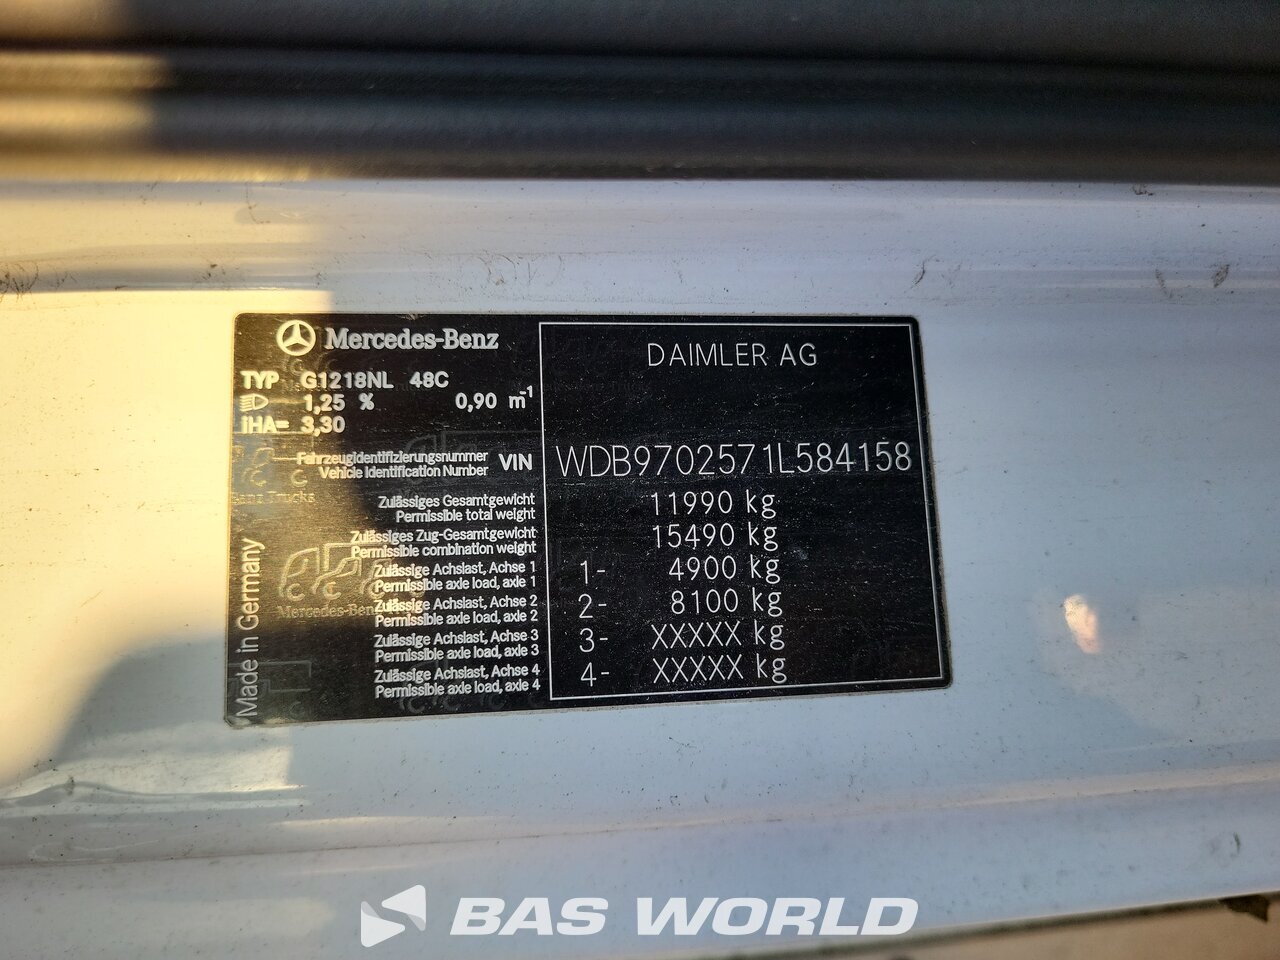 Mercedes-Benz
TYP G1218NL 48C
1,25 % 0,90 m-1
iHA= 3,30
DAIMLER AG
Fahrzeugidentifizierungsnummer
Vehicle Identification Number VIN WDB9702571L584158
Zulässiges Gesamtgewicht
Permissible total weight 11990 kg
Zulässiges Zug-Gesamtgewicht
Permissible combination weight 15490 kg
Zulässige Achslast, Achse 1
Permissible axle load, axle 1 1- 4900 kg
Zulässige Achslast, Achse 2
Permissible axle load, axle 2 2- 8100 kg
Zulässige Achslast, Achse 3
Permissible axle load, axle 3 3- XXXXX kg
Zulässige Achslast, Achse 4
Permissible axle load, axle 4 4- XXXXX kg
Made in Germany
Benz Trucks
Mercedes-Benz
BAS WORLD